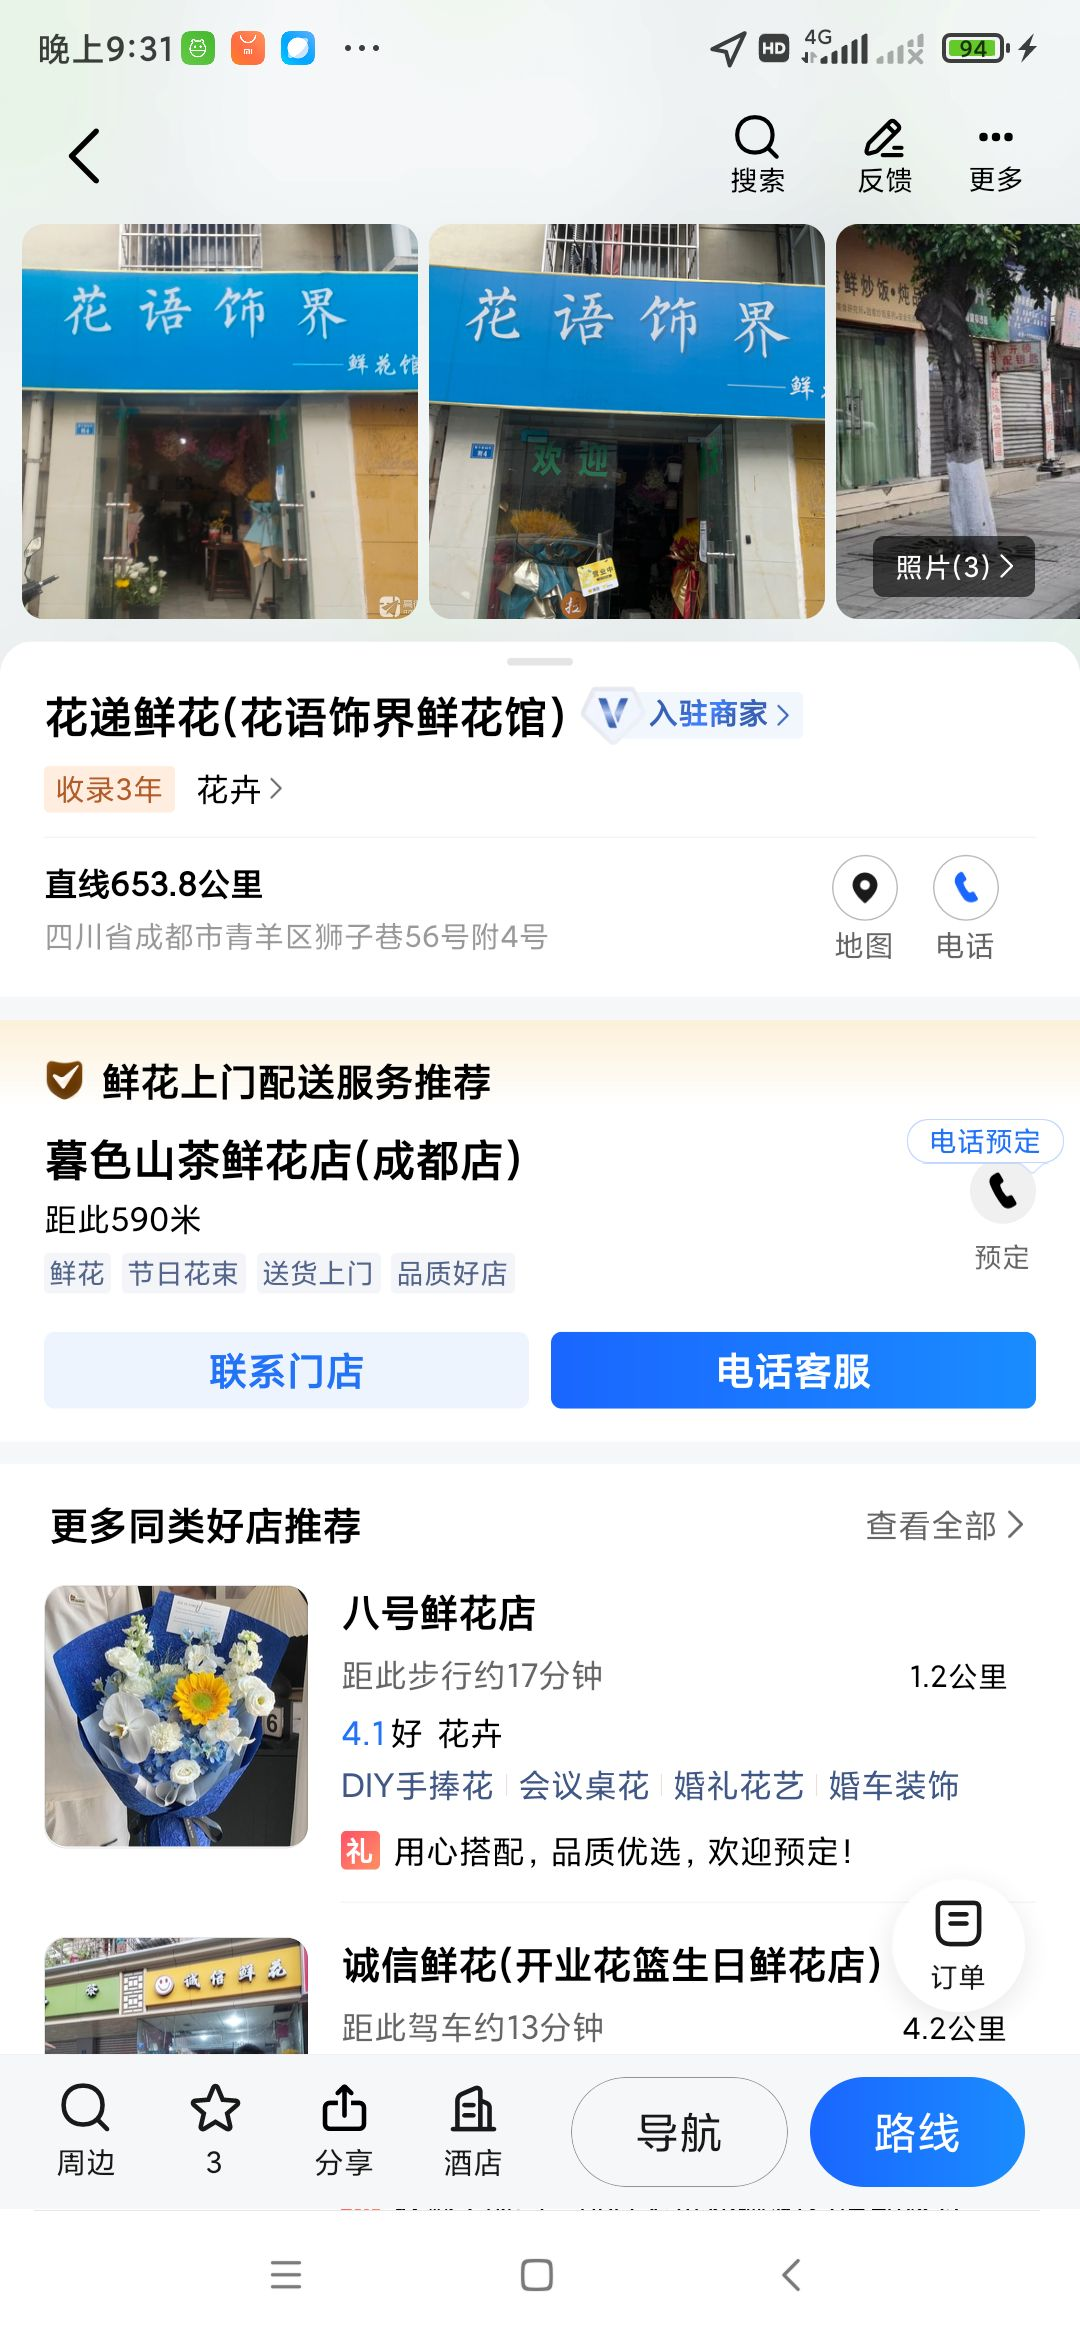 晚上9:31
HD
4G
94
搜索
反馈
更多
花语饰界
鲜花馆
花语饰界
欢迎
照片(3)
花递鲜花(花语饰界鲜花馆)
入驻商家
收录3年
花卉
直线653.8公里
四川省成都市青羊区狮子巷56号附4号
地图
电话
鲜花上门配送服务推荐
暮色山茶鲜花店(成都店)
电话预定
距此590米
预定
鲜花 节日花束 送货上门 品质好店
联系门店
电话客服
更多同类好店推荐
查看全部
八号鲜花店
距此步行约17分钟
1.2公里
4.1好 花卉
DIY手捧花 会议桌花 婚礼花艺 婚车装饰
礼 用心搭配, 品质优选, 欢迎预定!
诚信鲜花
诚信鲜花(开业花篮生日鲜花店)
订单
距此驾车约13分钟
4.2公里
周边
3
分享
酒店
导航
路线